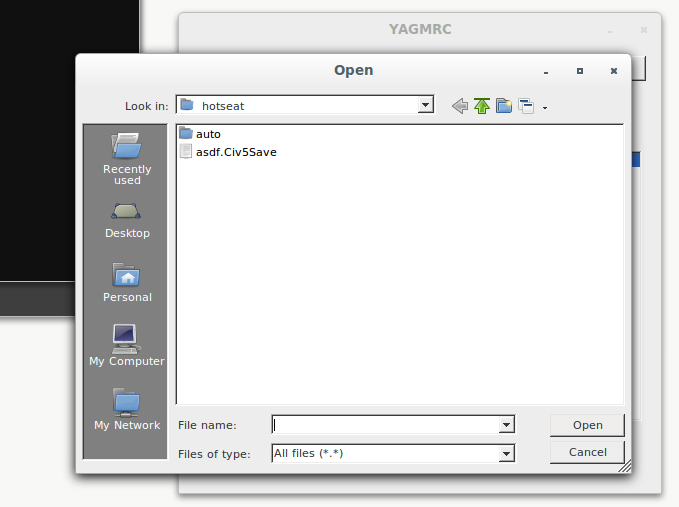 YAGMRC
Open
Look in:
hotseat
auto
asdf.Civ5Save
Recently
used
Desktop
Personal
My Computer
My Network
File name:
Open
Files of type:
All files (*.*)
Cancel